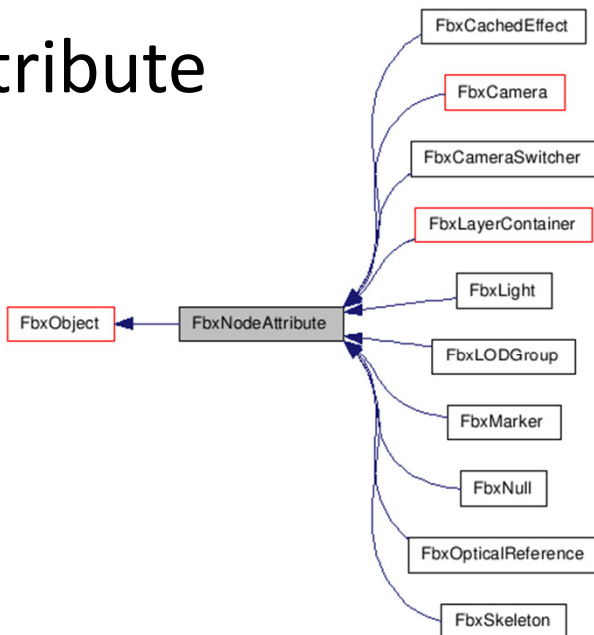 tribute
FbxCachedEffect
FbxCamera
FbxCameraSwitcher
FbxLayerContainer
FbxLight
FbxObject
FbxNodeAttribute
FbxLODGroup
FbxMarker
FbxNull
FbxOpticalReference
FbxSkeleton